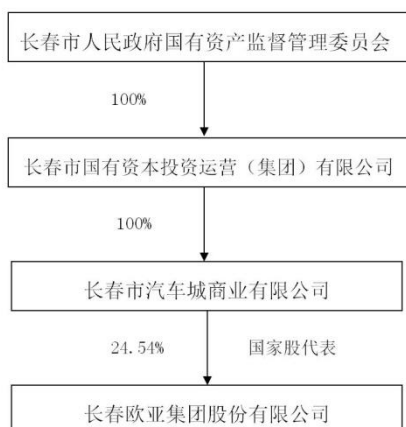 长春市人民政府国有资产监督管理委员会
100%
长春市国有资本投资运营（集团）有限公司
100%
长春市汽车城商业有限公司
24.54% 国家股代表
长春欧亚集团股份有限公司